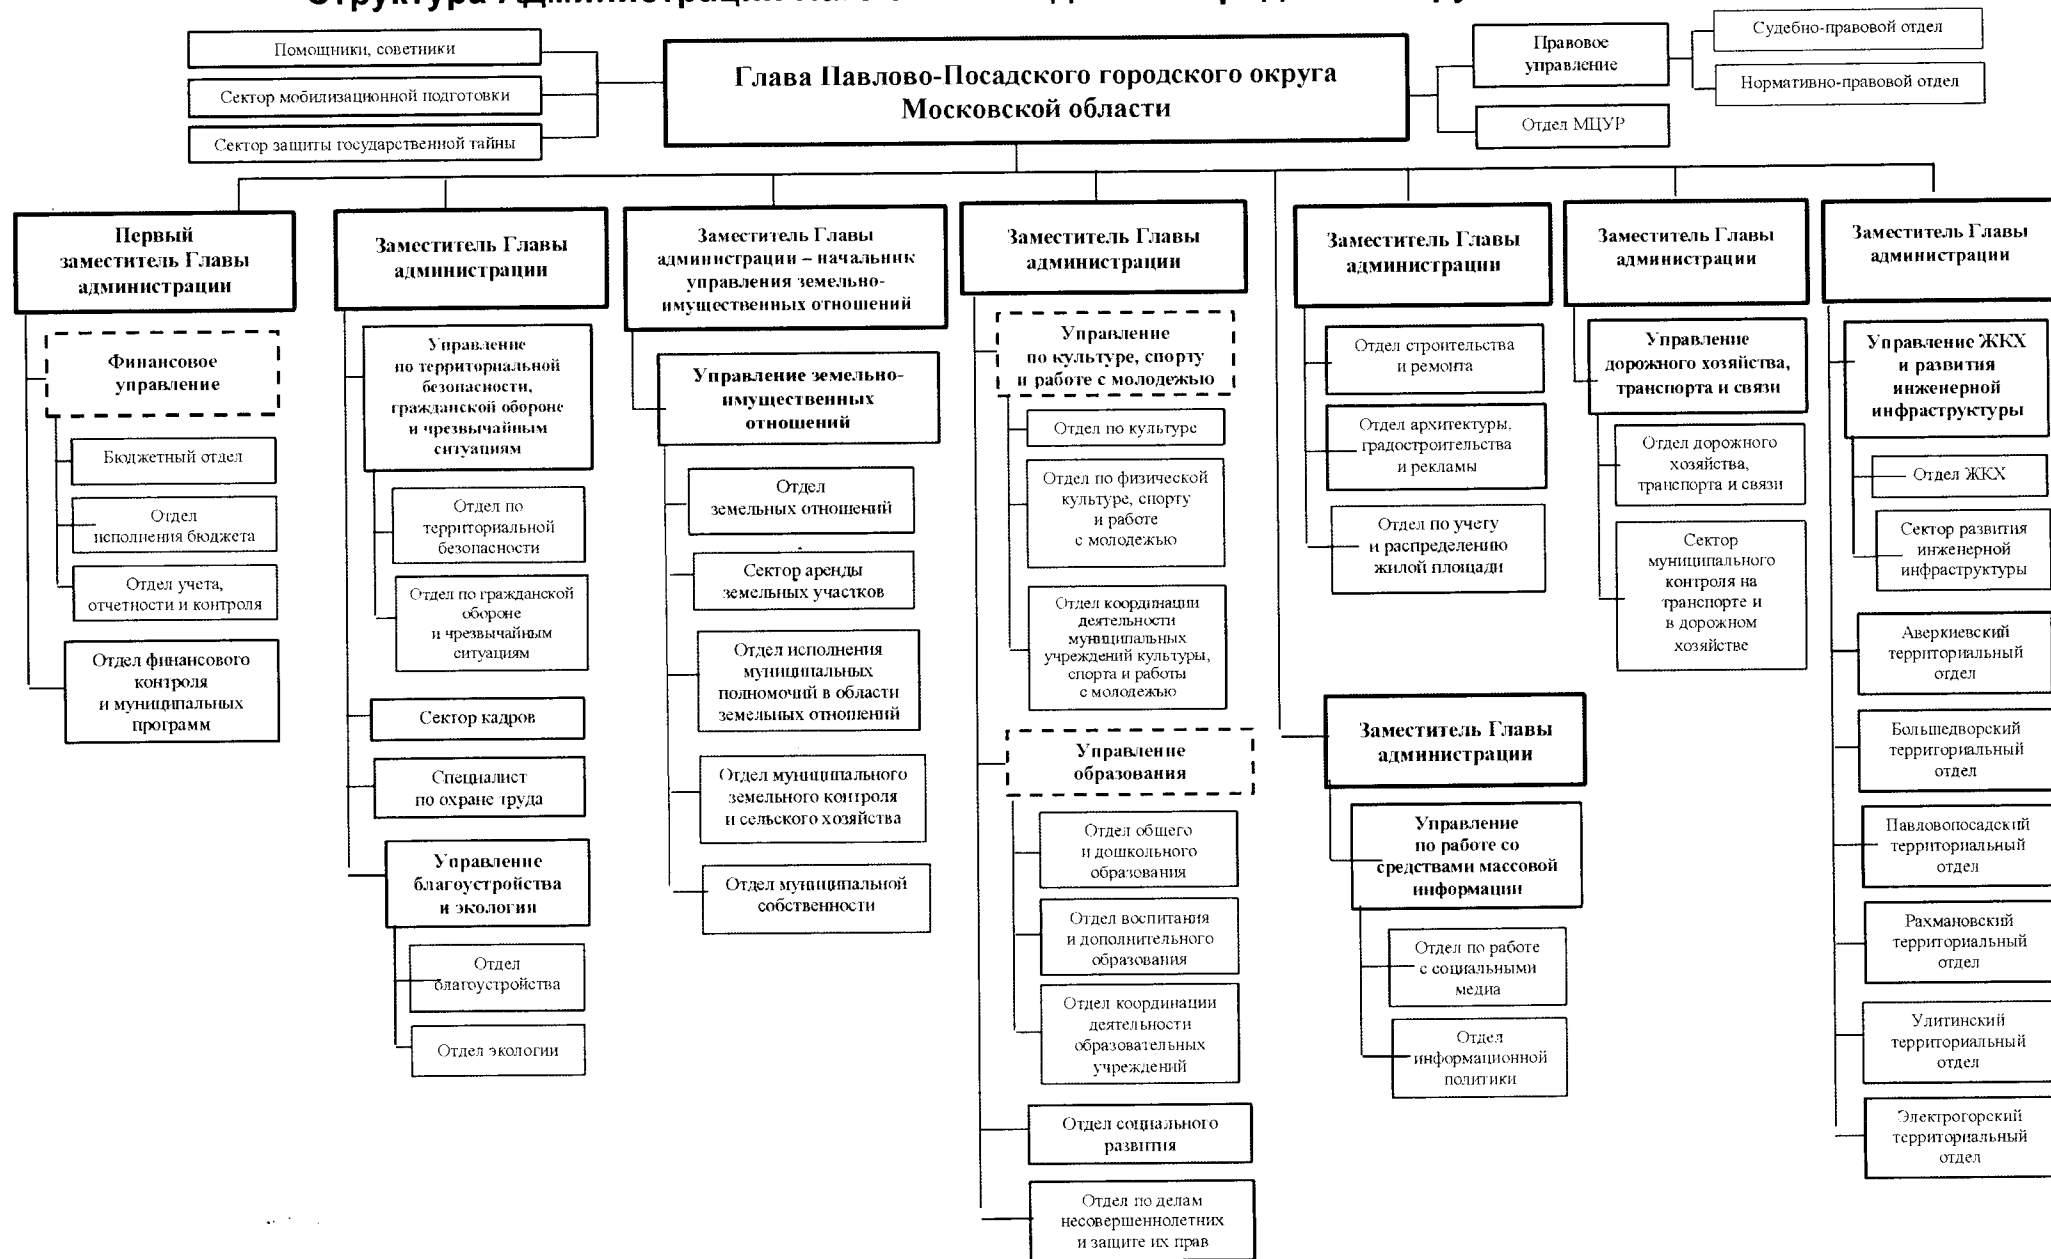 Структура Администрации
Помощники, советники
Сектор мобилизационной подготовки
Сектор защиты государственной тайны
Глава Павлово-Посадского городского округа
Московской области
Правовое
управление
Отдел МЦУР
Судебно-правовой отдел
Нормативно-правовой отдел
Первый
заместитель Главы
администрации
Финансовое
управление
Бюджетный отдел
Отдел
исполнения бюджета
Отдел учета,
отчетности и контроля
Отдел финансового
контроля
и муниципальных
программ
Заместитель Главы
администрации
Управление
по территориальной
безопасности,
гражданской обороне
и чрезвычайным
ситуациям
Отдел по
территориальной
безопасности
Отдел по гражданской
обороне
и чрезвычайным
ситуациям
Сектор кадров
Специалист
по охране труда
Управление
благоустройства
и экологии
Отдел
благоустройства
Отдел экологии
Заместитель Главы
администрации – начальник
управления земельно-
имущественных отношений
Управление земельно-
имущественных
отношений
Отдел
земельных отношений
Сектор аренды
земельных участков
Отдел исполнения
муниципальных
полномочий в области
земельных отношений
Отдел муниципального
земельного контроля
и сельского хозяйства
Отдел муниципальной
собственности
Заместитель Главы
администрации
Управление
по культуре, спорту
и работе с молодежью
Отдел по культуре
Отдел по физической
культуре, спорту
и работе
с молодежью
Отдел координации
деятельности
муниципальных
учреждений культуры,
спорта и работы
с молодежью
Управление
образования
Отдел общего
и дошкольного
образования
Отдел воспитания
и дополнительного
образования
Отдел координации
деятельности
образовательных
учреждений
Отдел социального
развития
Отдел по делам
несовершеннолетних
и защите их прав
Заместитель Главы
администрации
Отдел строительства
и ремонта
Отдел архитектуры,
градостроительства
и рекламы
Отдел по учету
и распределению
жилой площади
Заместитель Главы
администрации
Управление
по работе со
средствами массовой
информации
Отдел по работе
с социальными
медиа
Отдел
информационной
политики
Заместитель Главы
администрации
Управление
дорожного хозяйства,
транспорта и связи
Отдел дорожного
хозяйства,
транспорта и связи
Сектор
муниципального
контроля на
транспорте и
в дорожном
хозяйстве
Заместитель Главы
администрации
Управление ЖКХ
и развития
инженерной
инфраструктуры
Отдел ЖКХ
Сектор развития
инженерной
инфраструктуры
Аверкиевский
территориальный
отдел
Большедворский
территориальный
отдел
Павловопосадский
территориальный
отдел
Рахмановский
территориальный
отдел
Улитинский
территориальный
отдел
Электрогорский
территориальный
отдел